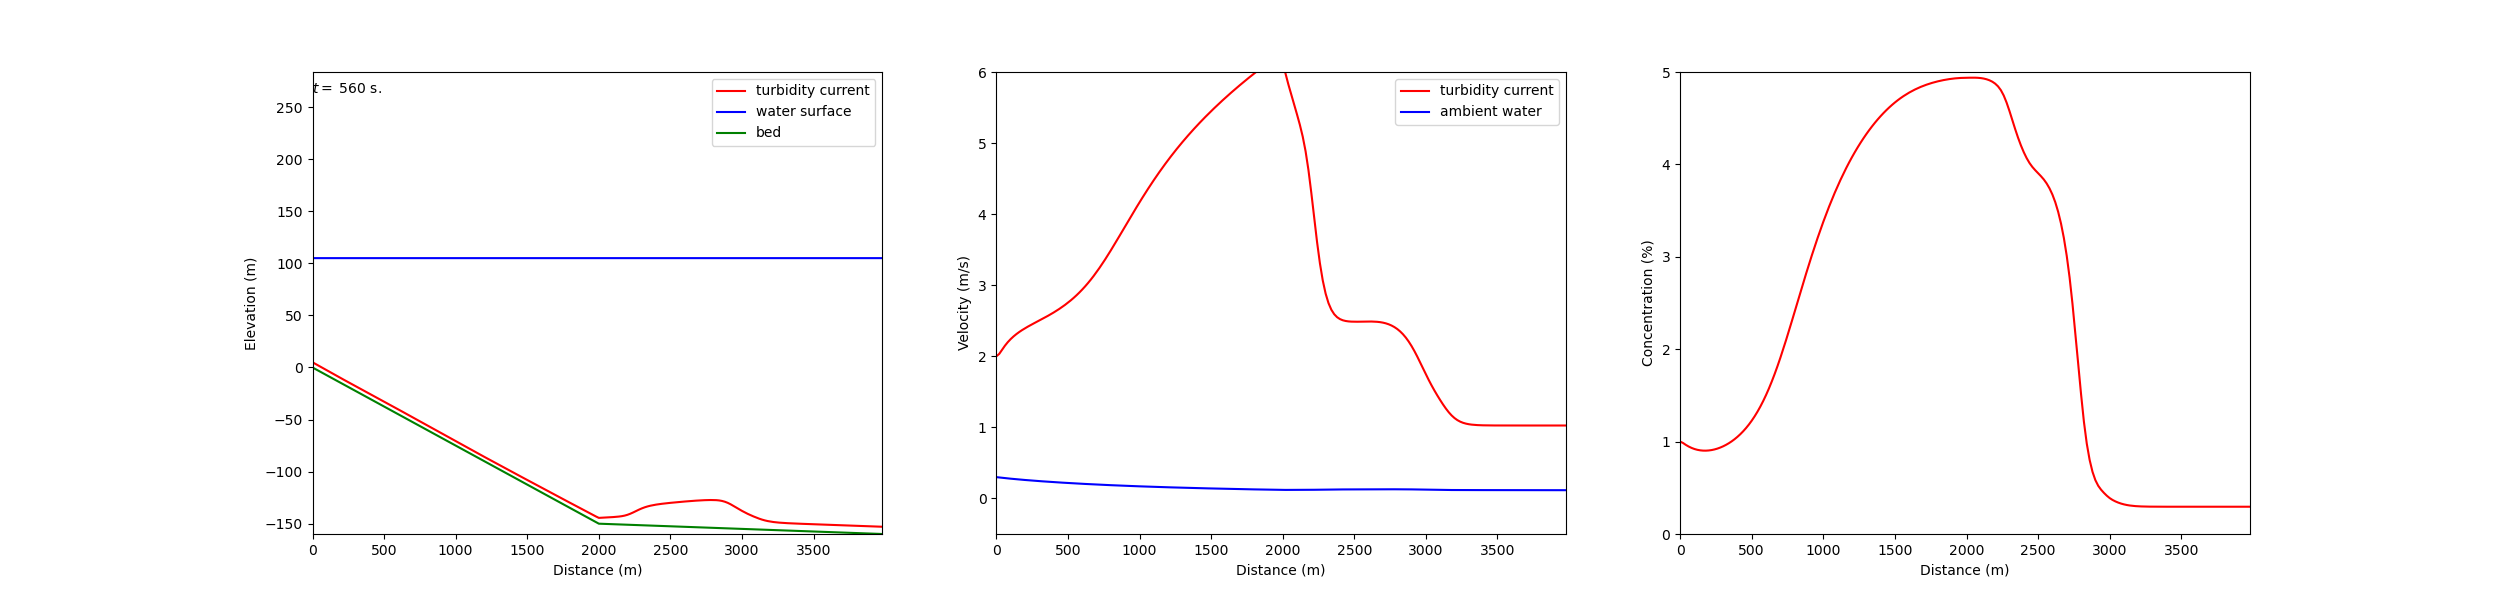 t = 560 s.
turbidity current
water surface
bed
250
200
150
100
50
0
−50
−100
−150
Elevation (m)
0 500 1000 1500 2000 2500 3000 3500
Distance (m)
turbidity current
ambient water
6
5
4
3
2
1
0
Velocity (m/s)
0 500 1000 1500 2000 2500 3000 3500
Distance (m)
5
4
3
2
1
0
Concentration (%)
0 500 1000 1500 2000 2500 3000 3500
Distance (m)